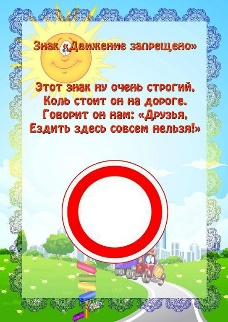 Знак «Движение запрещено»
Этот знак ну очень строгий,
Коль стоит он на дороге.
Говорит он нам: «Друзья,
Ездить здесь совсем нельзя!»